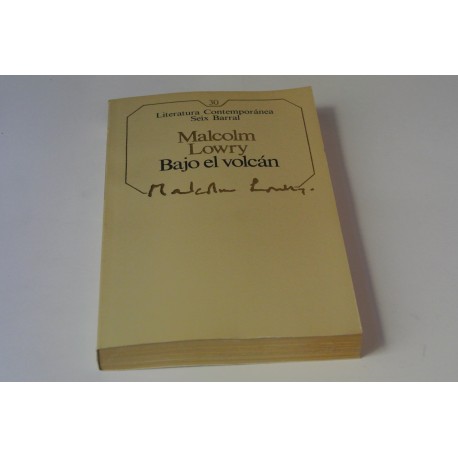 30
Literatura Contemporánea
Seix Barral
Malcolm
Lowry
Bajo el volcán
Malcolm Lowry.